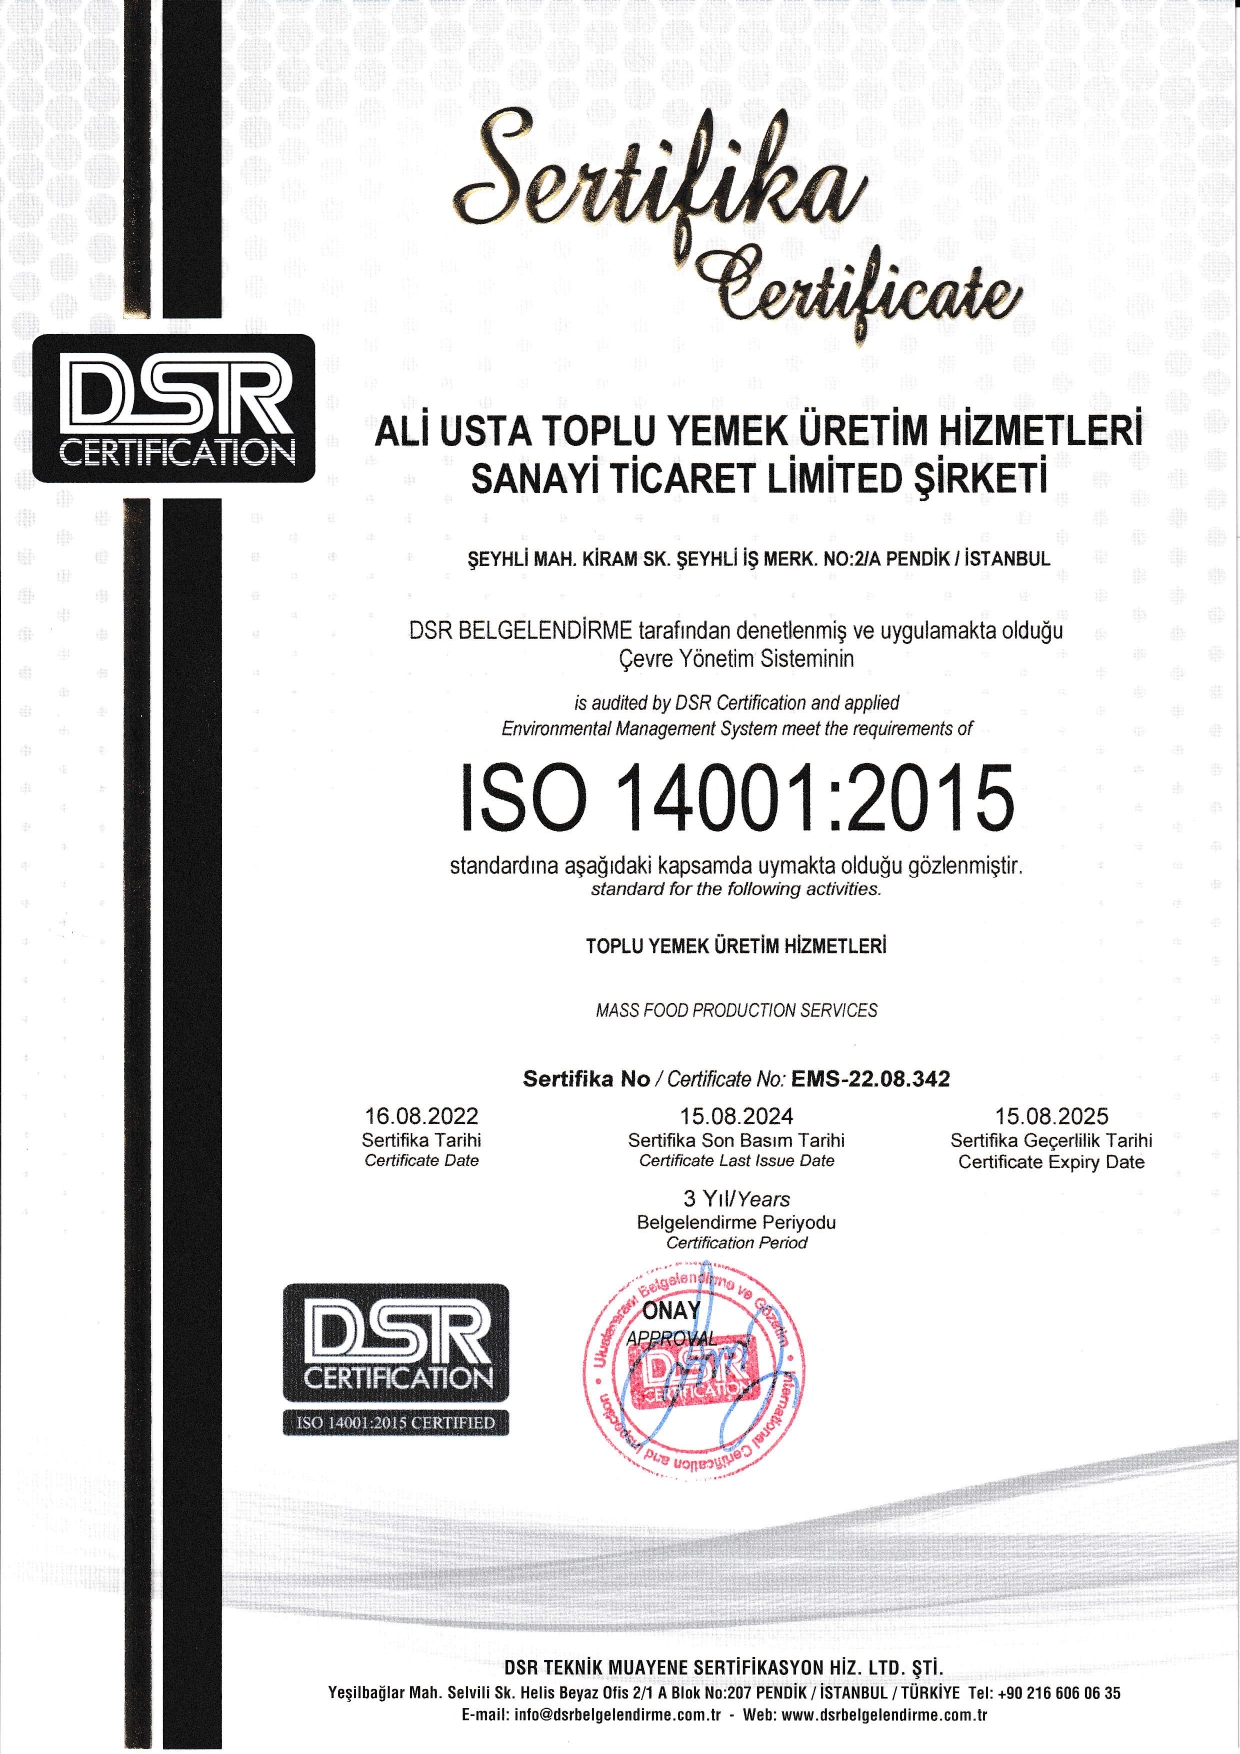 Sertifika
Certificate
DSR
CERTIFICATION
ALİ USTA TOPLU YEMEK ÜRETİM HİZMETLERİ
SANAYİ TİCARET LİMİTED ŞİRKETİ
ŞEYHLİ MAH. KİRAM SK. ŞEYHLİ İŞ MERK. NO:2/A PENDİK / İSTANBUL
DSR BELGELENDİRME tarafından denetlenmiş ve uygulamakta olduğu
Çevre Yönetim Sisteminin
is audited by DSR Certification and applied
Environmental Management System meet the requirements of
ISO 14001:2015
standardına aşağıdaki kapsamda uymakta olduğu gözlenmiştir.
standard for the following activities.
TOPLU YEMEK ÜRETİM HİZMETLERİ
MASS FOOD PRODUCTION SERVICES
Sertifika No / Certificate No: EMS-22.08.342
16.08.2022 15.08.2024 15.08.2025
Sertifika Tarihi Sertifika Son Basım Tarihi Sertifika Geçerlilik Tarihi
Certificate Date Certificate Last Issue Date Certificate Expiry Date
3 Yıl/Years
Belgelendirme Periyodu
Certification Period
DSR
CERTIFICATION
ISO 14001:2015 CERTIFIED
ONAY
APPROVAL
Uluslararası Belgelendirme ve Gözetim • International Certification and Inspection •
DSR
CERTIFICATION
DSR TEKNİK MUAYENE SERTİFİKASYON HİZ. LTD. ŞTİ.
Yeşilbağlar Mah. Selvili Sk. Helis Beyaz Ofis 2/1 A Blok No:207 PENDİK / İSTANBUL / TÜRKİYE Tel: +90 216 606 06 35
E-mail: info@dsrbelgelendirme.com.tr - Web: www.dsrbelgelendirme.com.tr